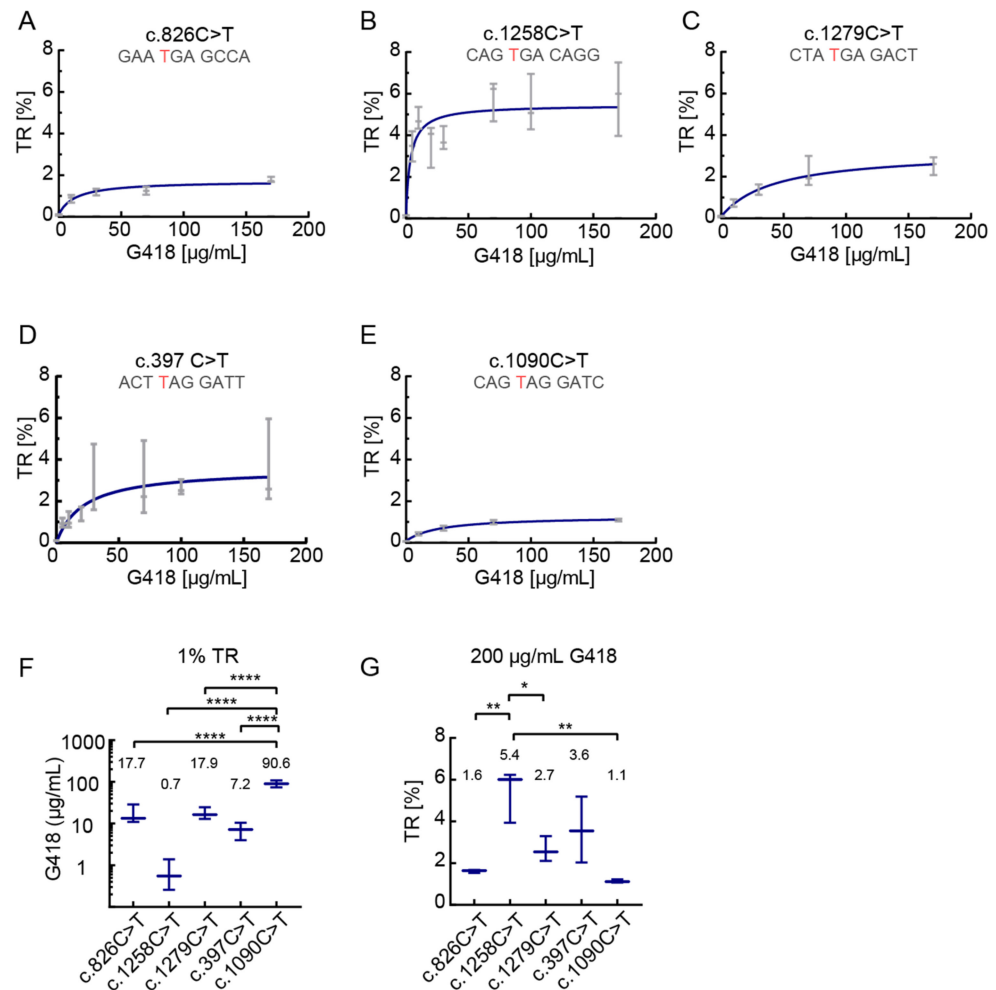 A
c.826C>T
GAA TGA GCCA
TR [%]
8
6
4
2
0
0 50 100 150 200
G418 [µg/mL]
B
c.1258C>T
CAG TGA CAGG
TR [%]
8
6
4
2
0
0 50 100 150 200
G418 [µg/mL]
C
c.1279C>T
CTA TGA GACT
TR [%]
8
6
4
2
0
0 50 100 150 200
G418 [µg/mL]
D
c.397 C>T
ACT TAG GATT
TR [%]
8
6
4
2
0
0 50 100 150 200
G418 [µg/mL]
E
c.1090C>T
CAG TAG GATC
TR [%]
8
6
4
2
0
0 50 100 150 200
G418 [µg/mL]
F
1% TR
****
****
****
****
G418 (µg/mL)
1000
100
10
1
17.7 0.7 17.9 7.2 90.6
c.826C>T
c.1258C>T
c.1279C>T
c.397C>T
c.1090C>T
G
200 µg/mL G418
*
**
**
TR [%]
8
6
4
2
0
1.6 5.4 2.7 3.6 1.1
c.826C>T
c.1258C>T
c.1279C>T
c.397C>T
c.1090C>T